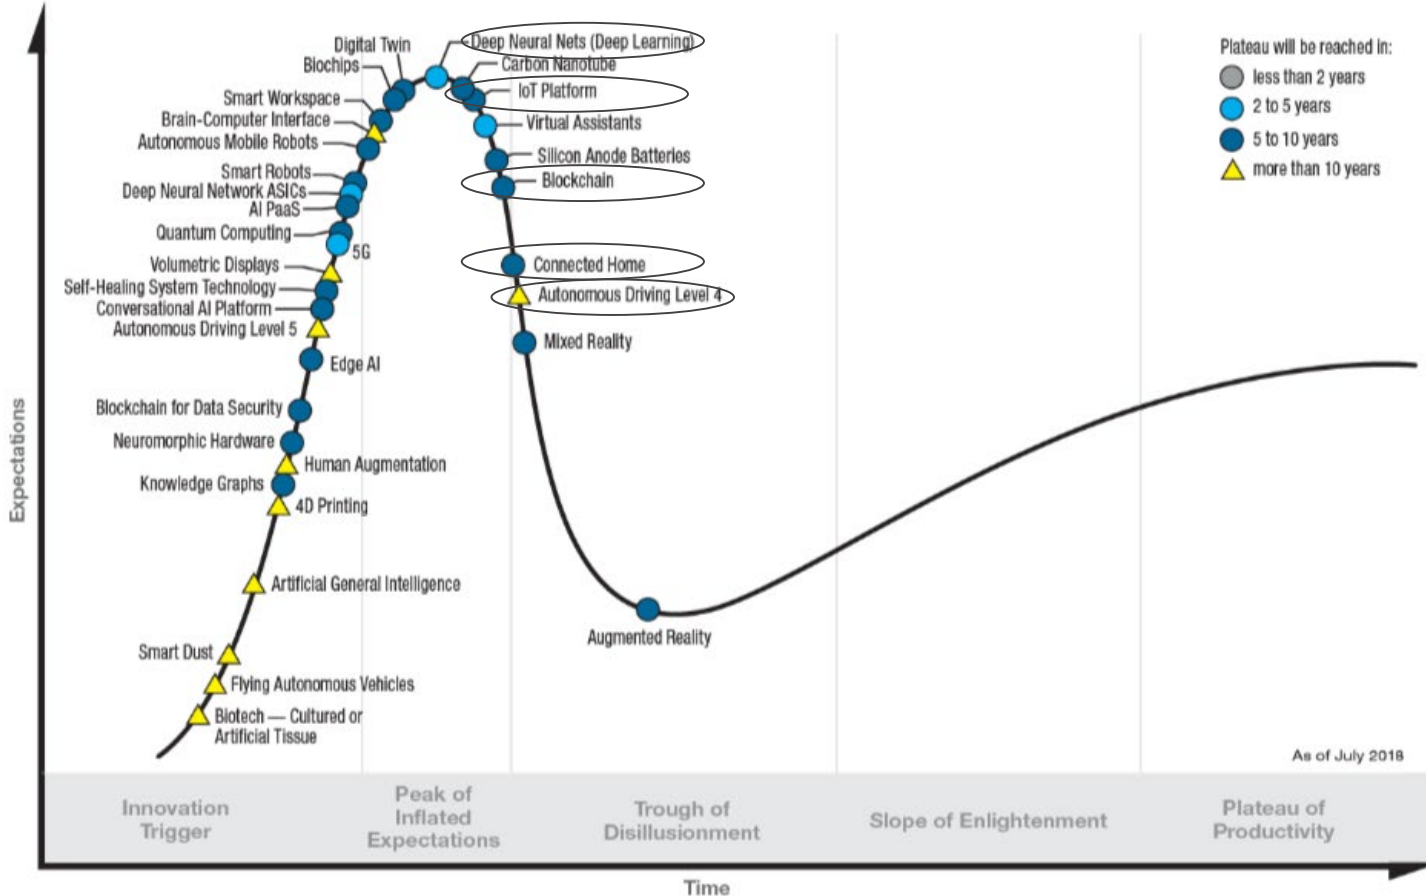 Digital Twin
Biochips
Smart Workspace
Brain-Computer Interface
Autonomous Mobile Robots
Smart Robots
Deep Neural Network ASICs
AI PaaS
Quantum Computing
5G
Volumetric Displays
Self-Healing System Technology
Conversational AI Platform
Autonomous Driving Level 5
Edge AI
Blockchain for Data Security
Neuromorphic Hardware
Human Augmentation
Knowledge Graphs
4D Printing
Artificial General Intelligence
Smart Dust
Flying Autonomous Vehicles
Biotech — Cultured or
Artificial Tissue
Deep Neural Nets (Deep Learning)
Carbon Nanotube
IoT Platform
Virtual Assistants
Silicon Anode Batteries
Blockchain
Connected Home
Autonomous Driving Level 4
Mixed Reality
Augmented Reality
Plateau will be reached in:
less than 2 years
2 to 5 years
5 to 10 years
more than 10 years
As of July 2018
Expectations
Innovation
Trigger
Peak of
Inflated
Expectations
Trough of
Disillusionment
Slope of Enlightenment
Plateau of
Productivity
Time